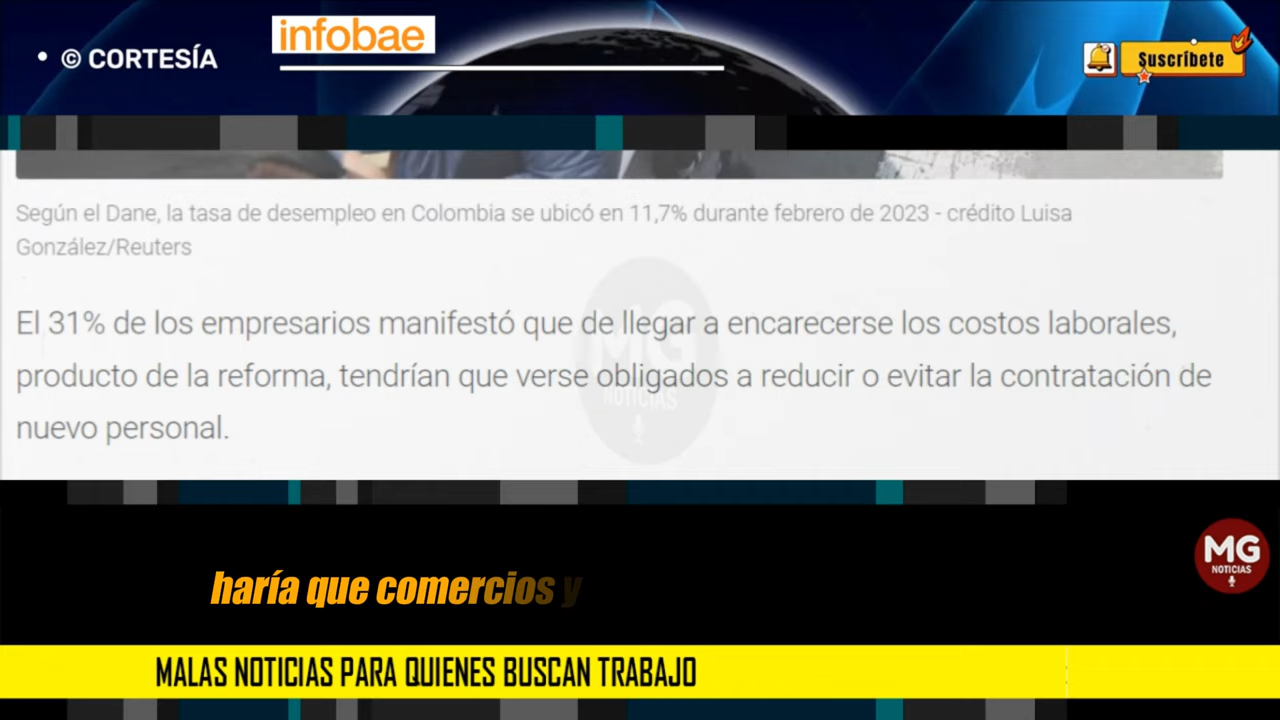 infobae
• © CORTESÍA
Suscríbete
Según el Dane, la tasa de desempleo en Colombia se ubicó en 11,7% durante febrero de 2023 - crédito Luisa
González/Reuters
El 31% de los empresarios manifestó que de llegar a encarecerse los costos laborales,
producto de la reforma, tendrían que verse obligados a reducir o evitar la contratación de
nuevo personal.
MG
NOTICIAS
haría que comercios y
MG
NOTICIAS
MALAS NOTICIAS PARA QUIENES BUSCAN TRABAJO